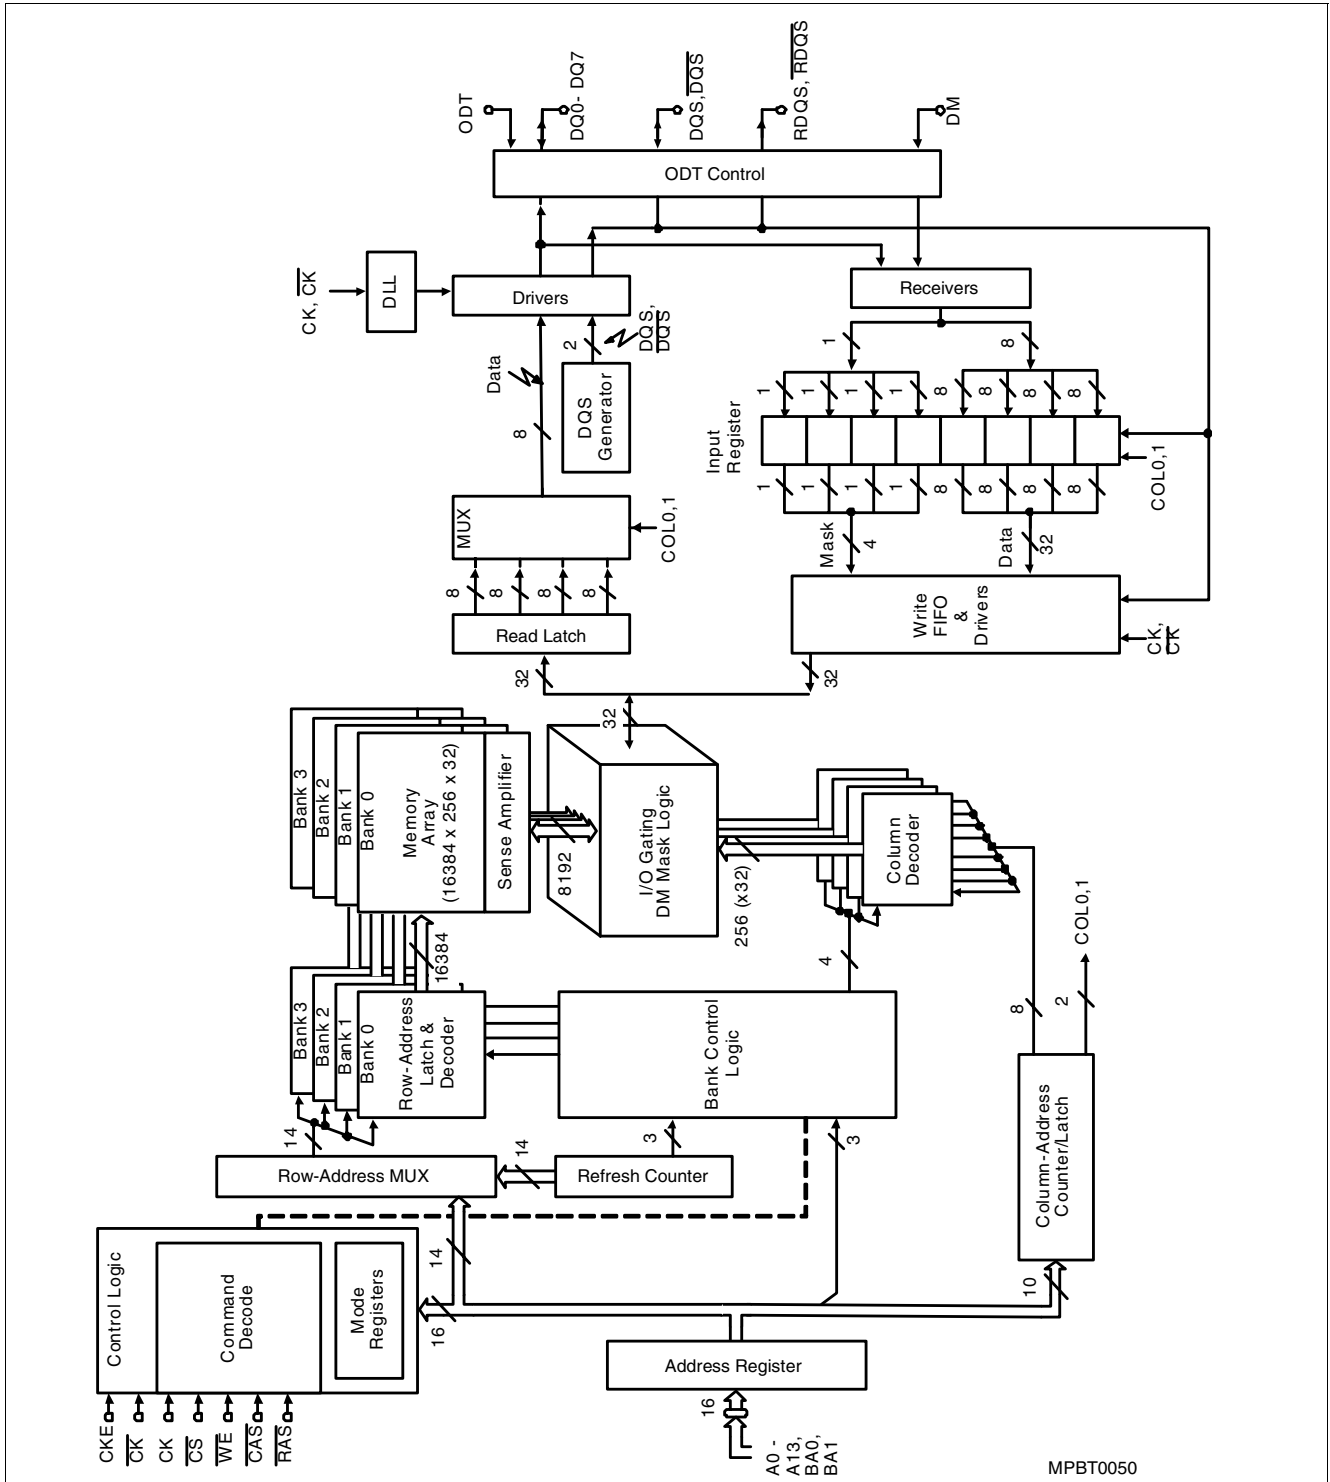 ODT
DQ0- DQ7
DQS,DQS
RDQS, RDQS
DM
ODT Control
CK, CK
DLL
Drivers
Receivers
Data
8
2
DQS,
DQS
DQS
Generator
1
8
1
1
1
1
8
8
8
8
Input
Register
1
1
1
1
8
8
8
8
COL0,1
MUX
COL0,1
8
8
8
8
Read Latch
Mask
4
Data
32
Write
FIFO
&
Drivers
CK,
CK
32
32
32
Bank 3
Bank 2
Bank 1
Bank 0
Memory
Array
(16384 x 256 x 32)
Sense Amplifier
8192
I/O Gating
DM Mask Logic
256 (x32)
Column
Decoder
16384
4
8
2
COL0,1
Bank 3
Bank 2
Bank 1
Bank 0
Row-Address
Latch &
Decoder
Bank Control
Logic
14
14
3
3
Row-Address MUX
Refresh Counter
Column-Address
Counter/Latch
Control Logic
Command
Decode
Mode
Registers
14
16
10
Address Register
CKE
CK
CK
CS
WE
CAS
RAS
16
A0 -
A13,
BA0,
BA1
MPBT0050